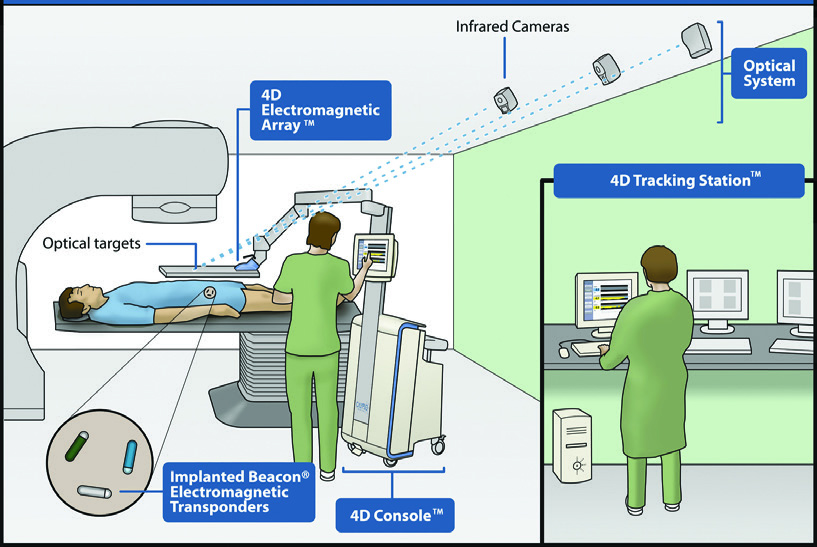 Infrared Cameras
Optical
System
4D
Electromagnetic
Array™
4D Tracking Station™
Optical targets
Implanted Beacon®
Electromagnetic
Transponders
4D Console™